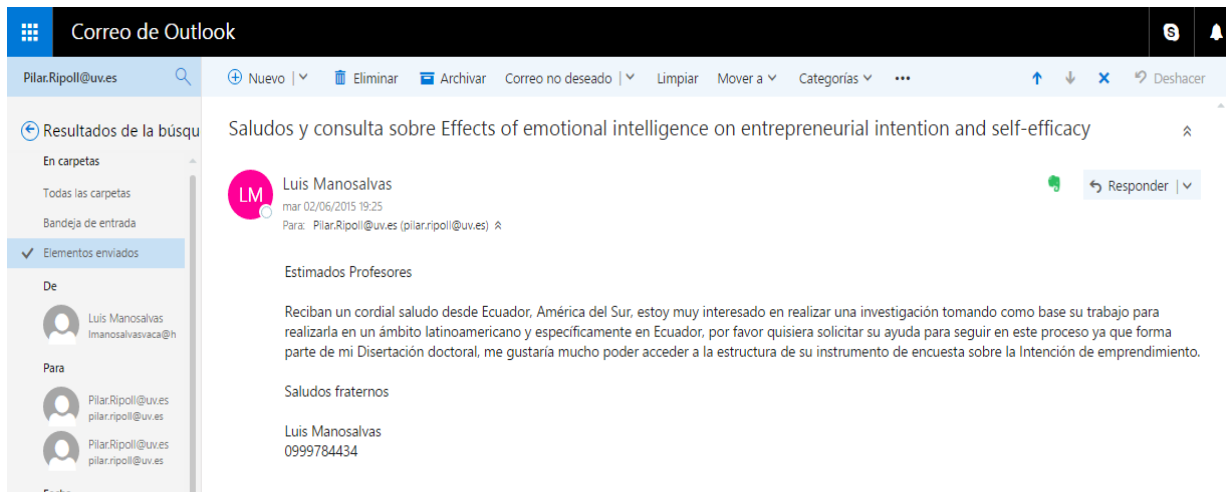 Correo de Outlook
Pilar.Ripoll@uv.es
Nuevo | Eliminar Archivar Correo no deseado | Limpiar Mover a Categorías ••• Deshacer
Resultados de la búsqu
En carpetas
Todas las carpetas
Bandeja de entrada
Elementos enviados
De
Luis Manosalvas
lmanosalvasvaca@h
Para
Pilar.Ripoll@uv.es
pilar.ripoll@uv.es
Pilar.Ripoll@uv.es
pilar.ripoll@uv.es
Saludos y consulta sobre Effects of emotional intelligence on entrepreneurial intention and self-efficacy
LM
Luis Manosalvas
mar 02/06/2015 19:25
Para: Pilar.Ripoll@uv.es (pilar.ripoll@uv.es)
Responder |
Estimados Profesores
Reciban un cordial saludo desde Ecuador, América del Sur, estoy muy interesado en realizar una investigación tomando como base su trabajo para
realizarla en un ámbito latinoamericano y específicamente en Ecuador, por favor quisiera solicitar su ayuda para seguir en este proceso ya que forma
parte de mi Disertación doctoral, me gustaría mucho poder acceder a la estructura de su instrumento de encuesta sobre la Intención de emprendimiento.
Saludos fraternos
Luis Manosalvas
0999784434